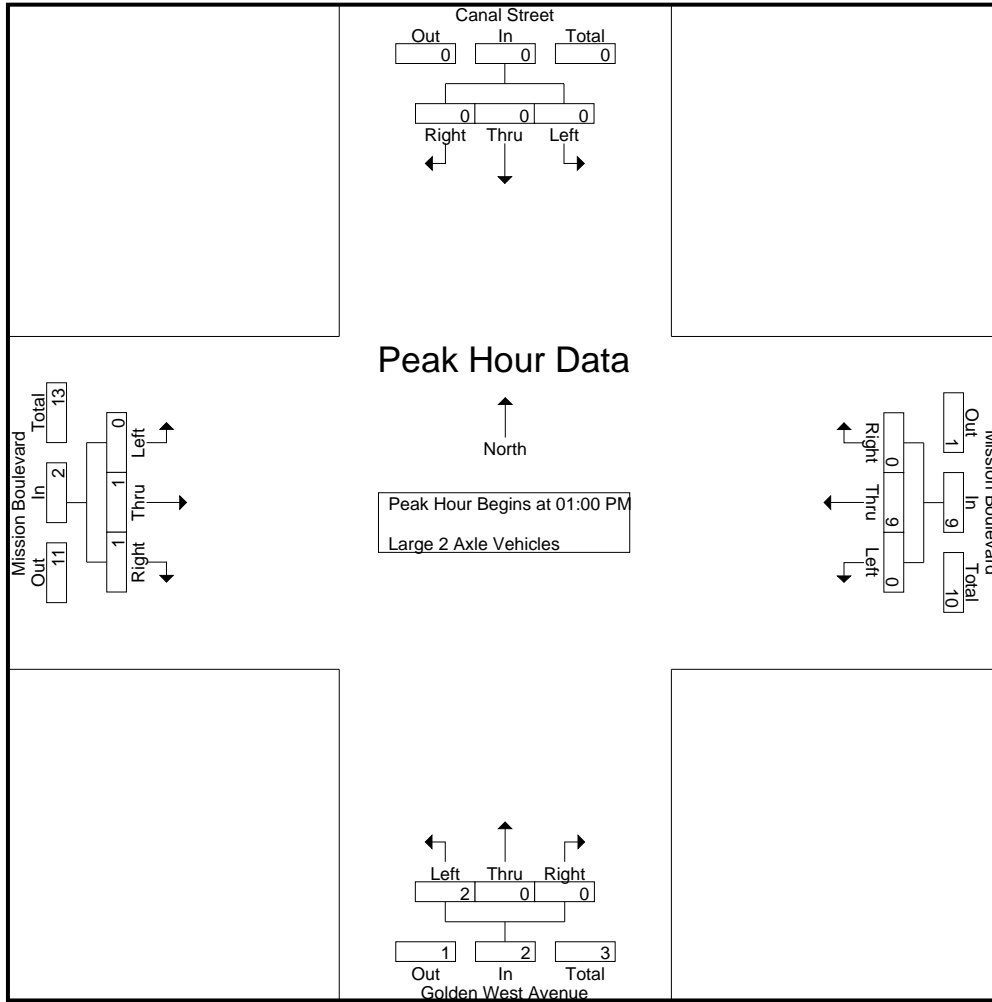 Canal Street
Out In Total
0 0 0
0 0 0
Right Thru Left
Peak Hour Data
North
Peak Hour Begins at 01:00 PM
Large 2 Axle Vehicles
Mission Boulevard
Out In Total
11 2 13
1 1 0
Right Thru Left
Mission Boulevard
Out In Total
1 9 10
0 9 0
Right Thru Left
Left Thru Right
2 0 0
1 2 3
Out In Total
Golden West Avenue